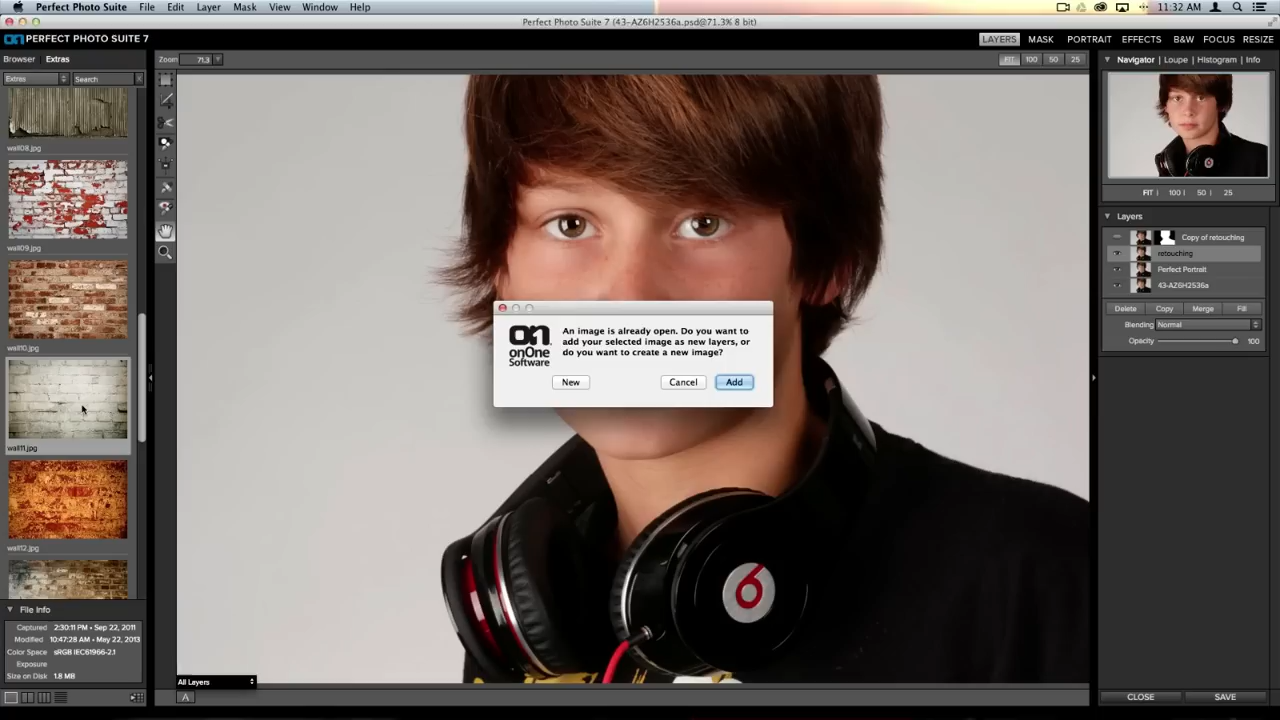 Perfect Photo Suite 7 File Edit Layer Mask View Window Help 11:32 AM
Perfect Photo Suite 7 (43-AZ6H2536a.psd@71.3% 8 bit)
on PERFECT PHOTO SUITE 7 LAYERS MASK PORTRAIT EFFECTS B&W FOCUS RESIZE
Browser Extras Zoom 71.3 FIT 100 50 25 Navigator Loupe Histogram Info
Extras Search
wall08.jpg
wall09.jpg
wall10.jpg
wall11.jpg
wall12.jpg
File Info
Captured 2:30:11 PM • Sep 22, 2011
Modified 10:47:28 AM • May 22, 2013
Color Space sRGB IEC61966-2.1
Exposure
Size on Disk 1.8 MB
An image is already open. Do you want to
add your selected image as new layers, or
do you want to create a new image?
on
onOne
Software
New Cancel Add
All Layers
A
FIT 100 50 25
Layers
Copy of retouching
retouching
Perfect Portrait
43-AZ6H2536a
Delete Copy Merge Fill
Blending Normal
Opacity 100
CLOSE SAVE